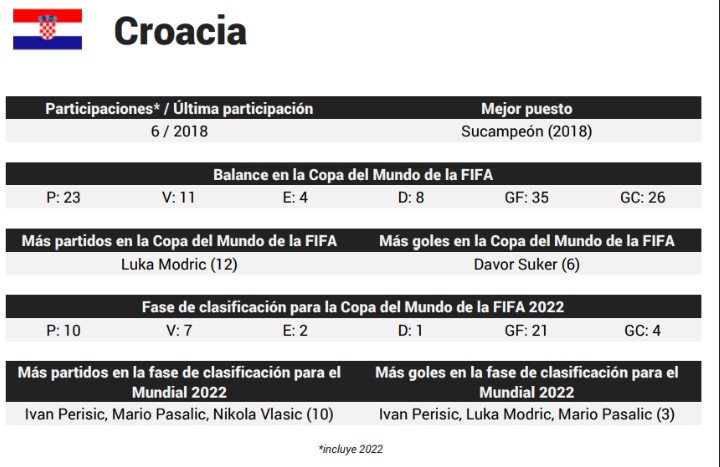 Croacia
Participaciones* / Última participación Mejor puesto
6 / 2018 Sucampeón (2018)
Balance en la Copa del Mundo de la FIFA
P: 23 V: 11 E: 4 D: 8 GF: 35 GC: 26
Más partidos en la Copa del Mundo de la FIFA Más goles en la Copa del Mundo de la FIFA
Luka Modric (12) Davor Suker (6)
Fase de clasificación para la Copa del Mundo de la FIFA 2022
P: 10 V: 7 E: 2 D: 1 GF: 21 GC: 4
Más partidos en la fase de clasificación para el Más goles en la fase de clasificación para el
Mundial 2022 Mundial 2022
Ivan Perisic, Mario Pasalic, Nikola Vlasic (10) Ivan Perisic, Luka Modric, Mario Pasalic (3)
*incluye 2022